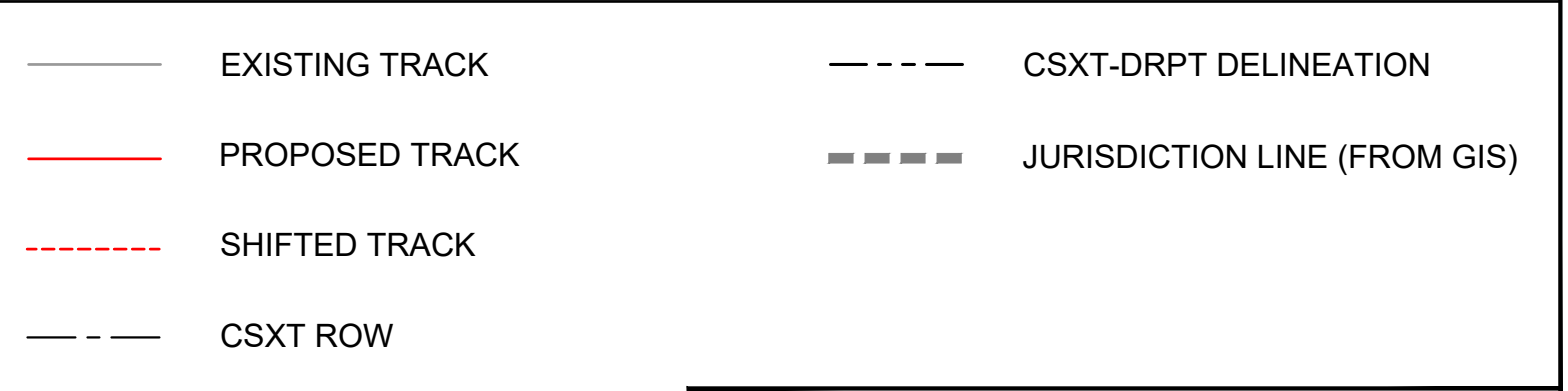 EXISTING TRACK
PROPOSED TRACK
SHIFTED TRACK
CSXT ROW
CSXT-DRPT DELINEATION
JURISDICTION LINE (FROM GIS)